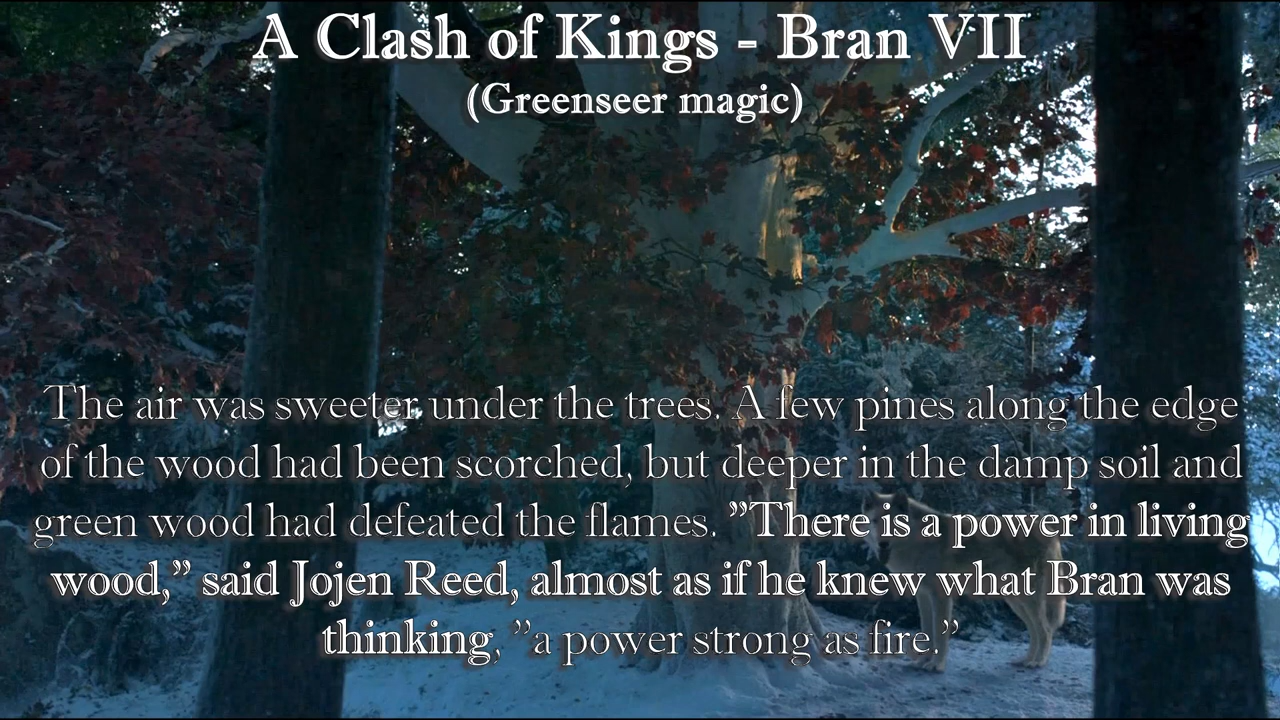 A Clash of Kings - Bran VII
(Greenseer magic)
The air was sweeter under the trees. A few pines along the edge
of the wood had been scorched, but deeper in the damp soil and
green wood had defeated the flames. ”There is a power in living
wood,” said Jojen Reed, almost as if he knew what Bran was
thinking, ”a power strong as fire.”